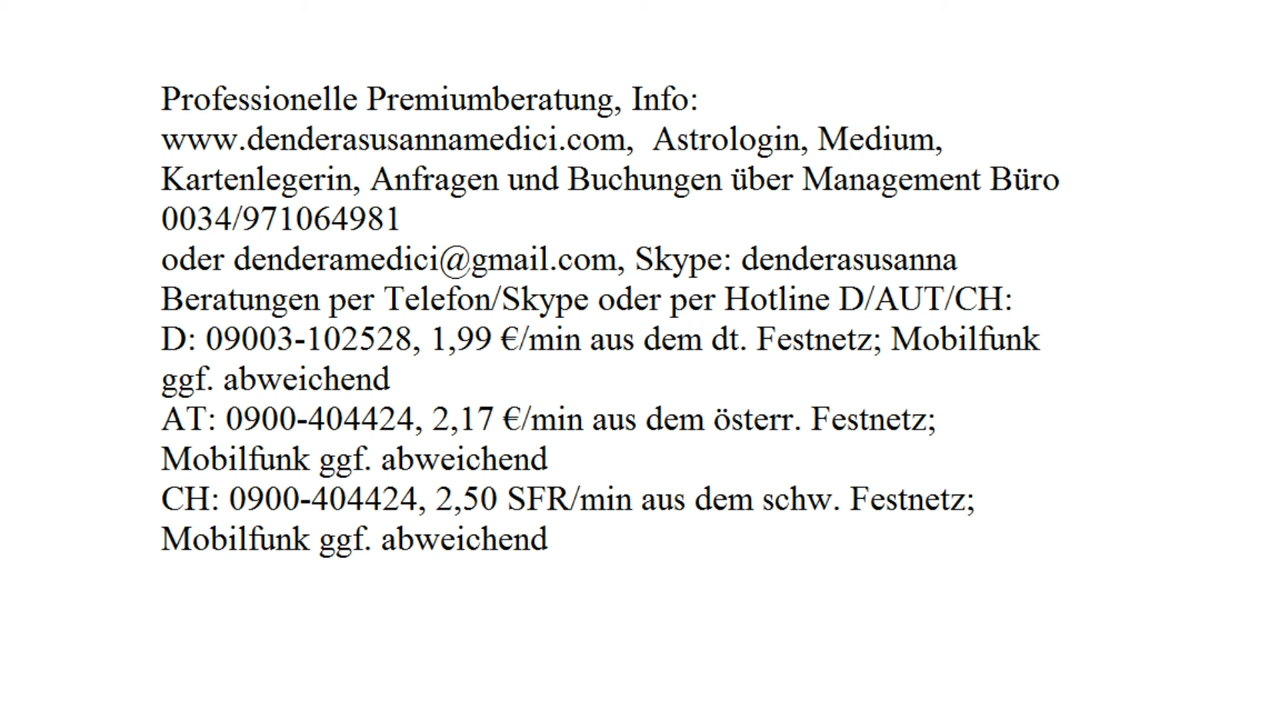 Professionelle Premiumberatung, Info:
www.denderasusannamedici.com,  Astrologin, Medium,
Kartenlegerin, Anfragen und Buchungen über Management Büro
0034/971064981
oder denderamedici@gmail.com, Skype: denderasusanna
Beratungen per Telefon/Skype oder per Hotline D/AUT/CH:
D: 09003-102528, 1,99 €/min aus dem dt. Festnetz; Mobilfunk
ggf. abweichend
AT: 0900-404424, 2,17 €/min aus dem österr. Festnetz;
Mobilfunk ggf. abweichend
CH: 0900-404424, 2,50 SFR/min aus dem schw. Festnetz;
Mobilfunk ggf. abweichend